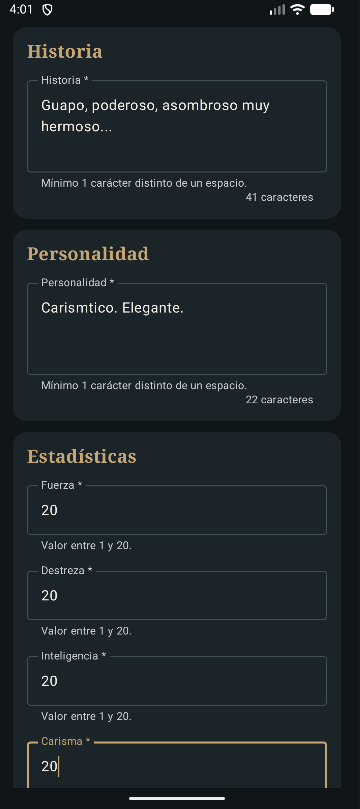 4:01
Historia
Historia *
Guapo, poderoso, asombroso muy
hermoso...
Mínimo 1 carácter distinto de un espacio.
41 caracteres
Personalidad
Personalidad *
Carismtico. Elegante.
Mínimo 1 carácter distinto de un espacio.
22 caracteres
Estadísticas
Fuerza *
20
Valor entre 1 y 20.
Destreza *
20
Valor entre 1 y 20.
Inteligencia *
20
Valor entre 1 y 20.
Carisma *
20